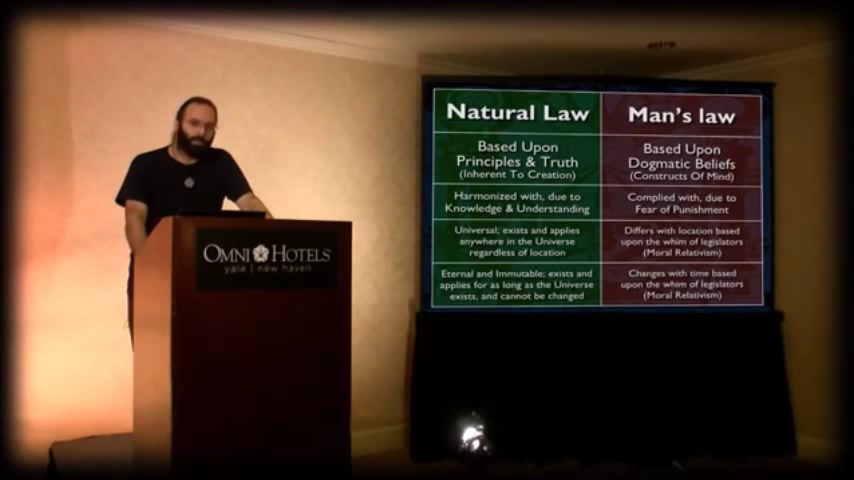 Natural Law
Man's law
Based Upon
Principles & Truth
(Inherent To Creation)
Based Upon
Dogmatic Beliefs
(Constructs Of Mind)
Harmonized with, due to
Knowledge & Understanding
Complied with, due to
Fear of Punishment
Universal; exists and applies
anywhere in the Universe
regardless of location
Differs with location based
upon the whim of legislators
(Moral Relativism)
Eternal and Immutable; exists and
applies for as long as the Universe
exists, and cannot be changed
Changes with time based
upon the whim of legislators
(Moral Relativism)
OMNI HOTELS
yale | new haven